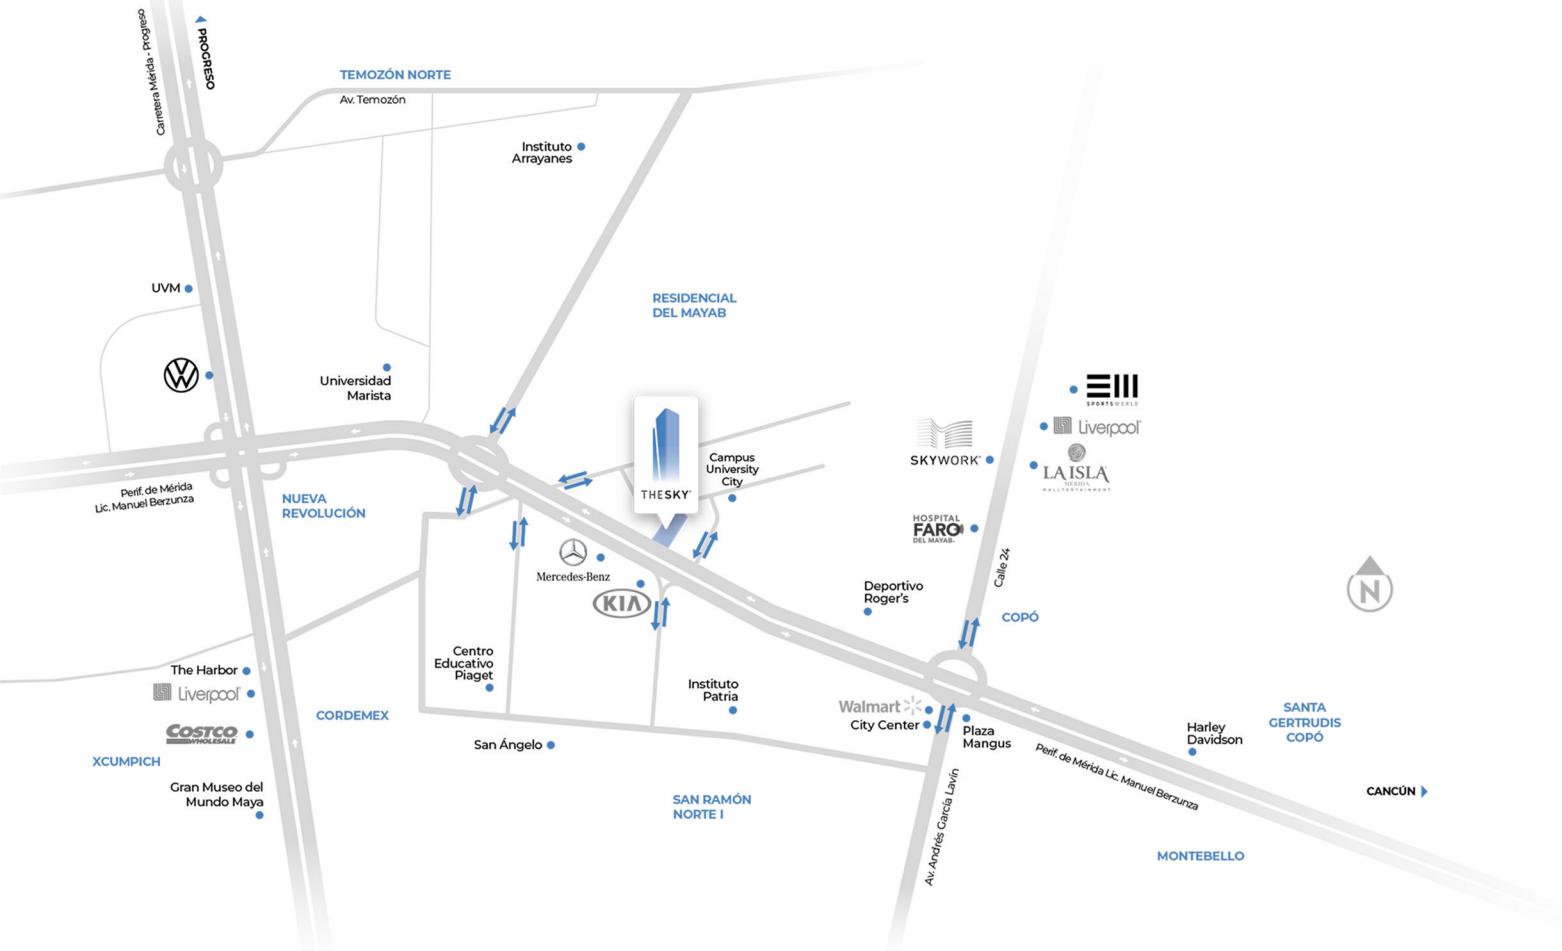 Carretera Mérida - Progreso
PROGRESO
TEMOZÓN NORTE
Av. Temozón
Instituto
Arrayanes
UVM
RESIDENCIAL
DEL MAYAB
VW
Universidad
Marista
SPORTSWORLD
Liverpool
SKYWORK
LA ISLA
MÉRIDA
MALLTERTAINMENT
Campus
University
City
THESKY
Perif. de Mérida
Lic. Manuel Berzunza
NUEVA
REVOLUCIÓN
HOSPITAL
FARO
DEL MAYAB
Mercedes-Benz
KIA
Calle 24
Deportivo
Roger's
COPÓ
N
Centro
Educativo
Piaget
The Harbor
Liverpool
COSTCO
WHOLESALE
CORDEMEX
XCUMPICH
Gran Museo del
Mundo Maya
Instituto
Patria
San Ángelo
SAN RAMÓN
NORTE I
Walmart
City Center
Plaza
Mangus
Harley
Davidson
SANTA
GERTRUDIS
COPÓ
Perif. de Mérida Lic. Manuel Berzunza
CANCÚN
Av. Andrés García Lavín
MONTEBELLO